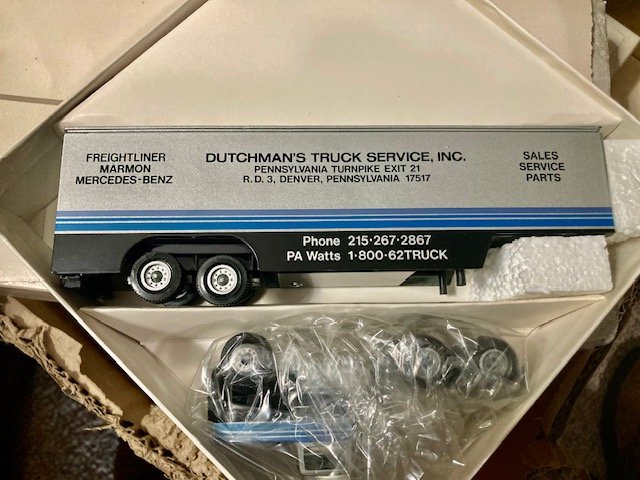 FREIGHTLINER
MARMON
MERCEDES-BENZ
DUTCHMAN'S TRUCK SERVICE, INC.
PENNSYLVANIA TURNPIKE EXIT 21
R.D. 3, DENVER, PENNSYLVANIA 17517
SALES
SERVICE
PARTS
Phone 215·267·2867
PA Watts 1·800·62TRUCK